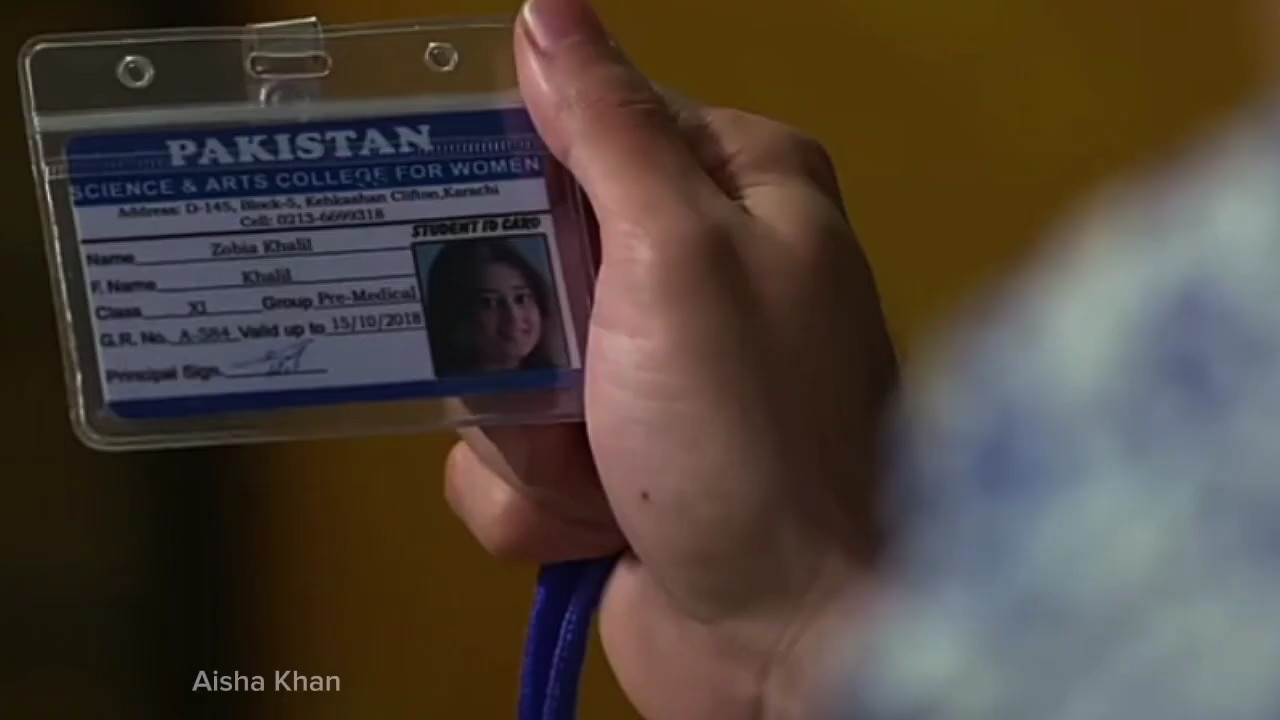 PAKISTAN
SCIENCE & ARTS COLLEGE FOR WOMEN
Address: D-145, Block-5, Kehkashan Clifton,Karachi
Cell: 0213-6699318
STUDENT ID CARD
Name Zobia Khalil
F. Name Khalil
Class XI Group Pre-Medical
G.R. No. A-584 Valid up to 15/10/2018
Principal Sign.
Aisha Khan